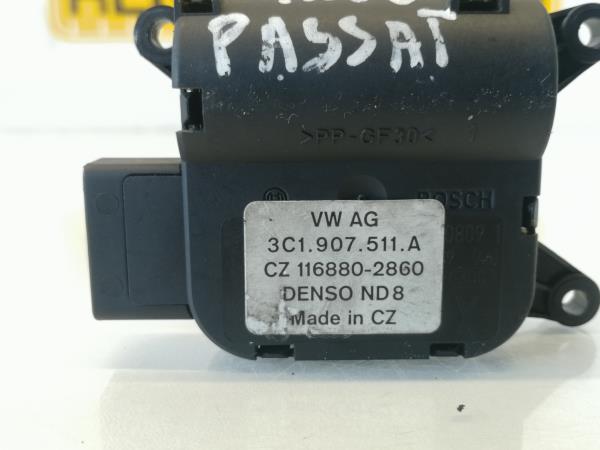 PASSAT
>PP-GF30<
BOSCH
VW AG
3C1.907.511.A
CZ 116880-2860
DENSO ND8
Made in CZ